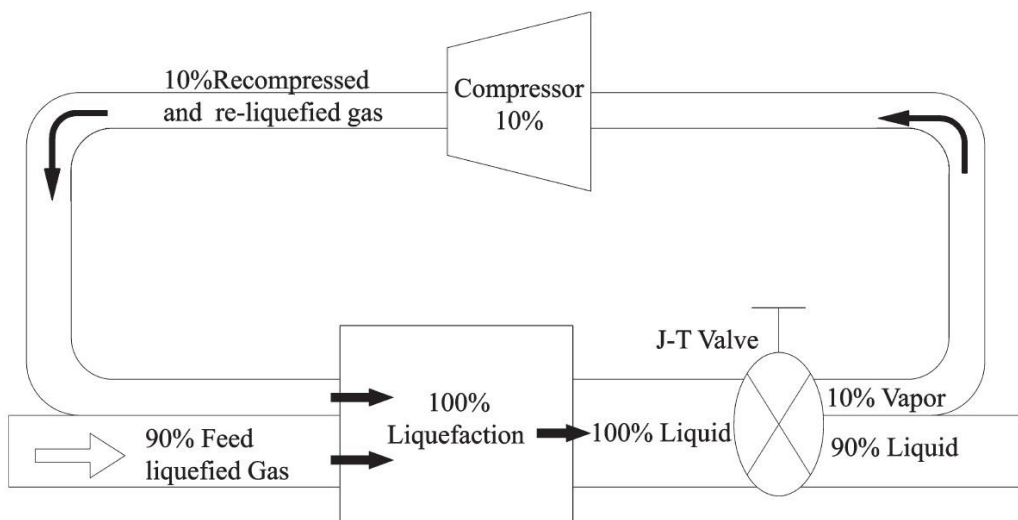 10%Recompressed
and re-liquefied gas
Compressor
10%
J-T Valve
100%
Liquefaction
100% Liquid
10% Vapor
90% Liquid
90% Feed
liquefied Gas